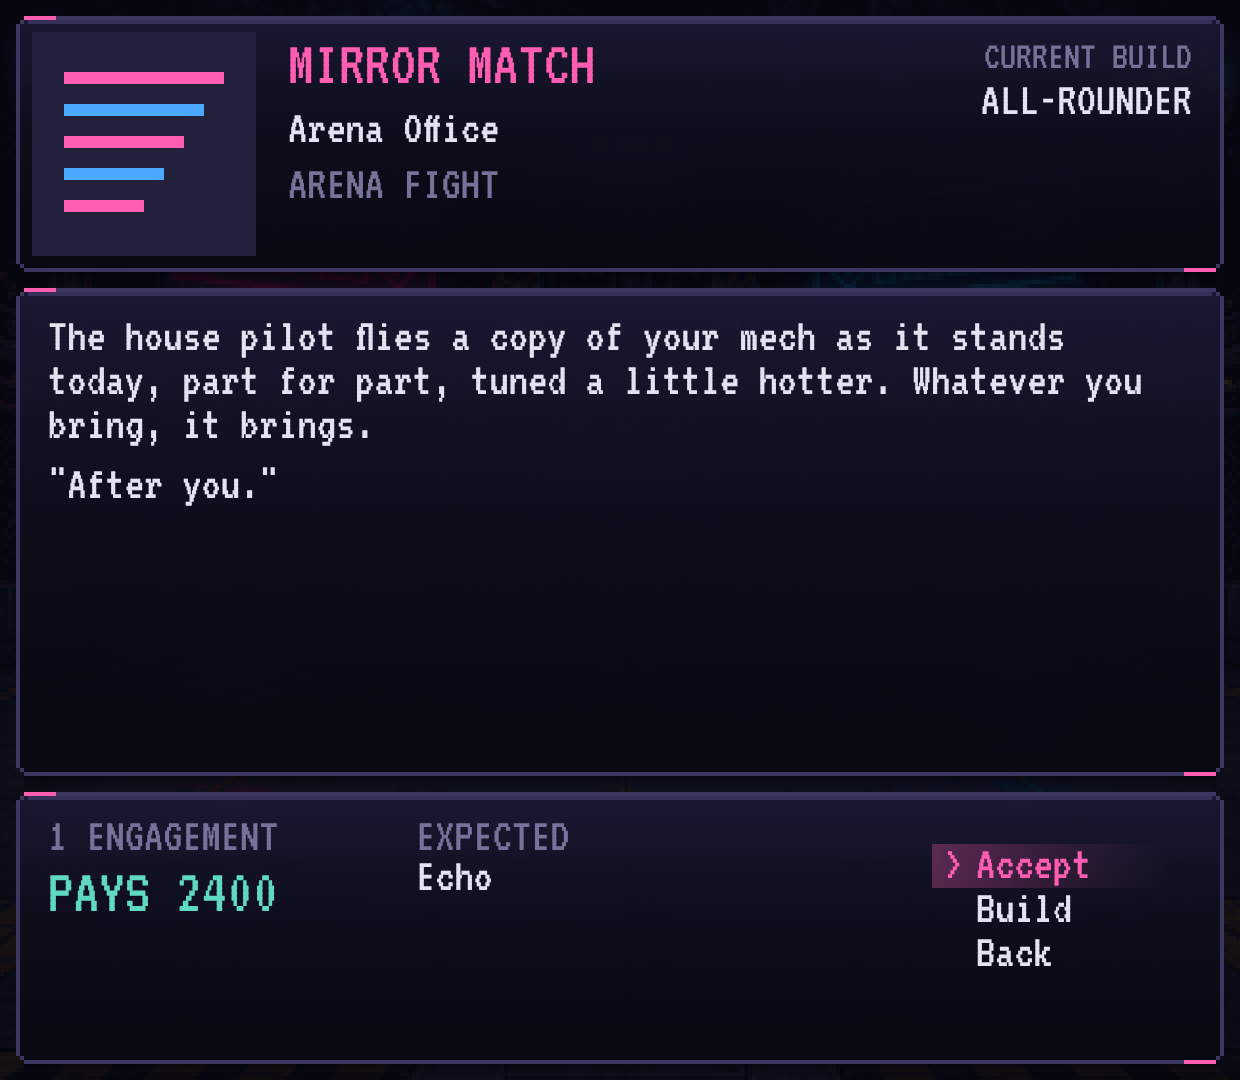 MIRROR MATCH
Arena Office
ARENA FIGHT
CURRENT BUILD
ALL-ROUNDER
The house pilot flies a copy of your mech as it stands
today, part for part, tuned a little hotter. Whatever you
bring, it brings.
"After you."
1 ENGAGEMENT
PAYS 2400
EXPECTED
Echo
> Accept
Build
Back